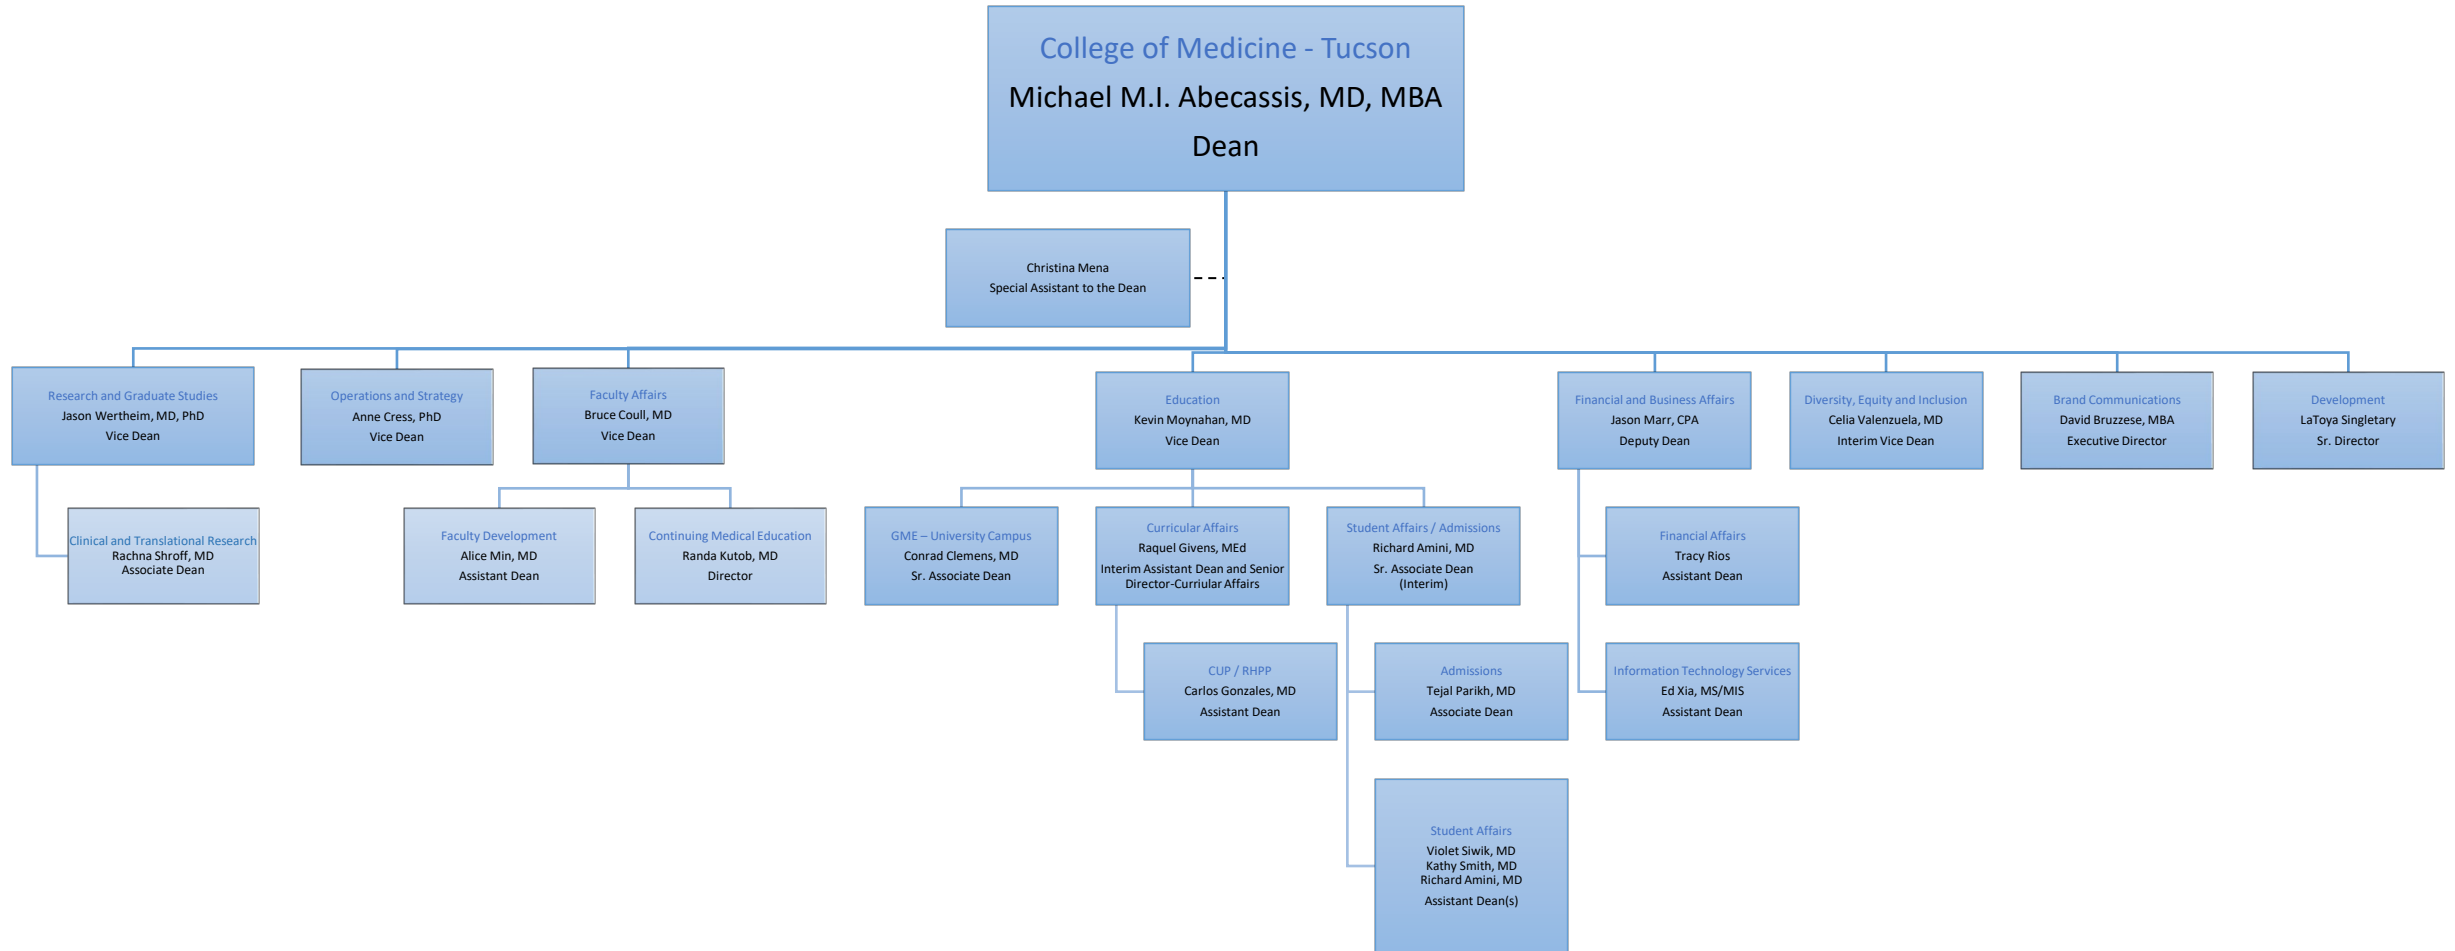 College of Medicine - Tucson
Michael M.I. Abecassis, MD, MBA
Dean
Christina Mena
Special Assistant to the Dean
Research and Graduate Studies
Jason Wertheim, MD, PhD
Vice Dean
Operations and Strategy
Anne Cress, PhD
Vice Dean
Faculty Affairs
Bruce Coull, MD
Vice Dean
Education
Kevin Moynahan, MD
Vice Dean
Financial and Business Affairs
Jason Marr, CPA
Deputy Dean
Diversity, Equity and Inclusion
Celia Valenzuela, MD
Interim Vice Dean
Brand Communications
David Bruzzese, MBA
Executive Director
Development
LaToya Singletary
Sr. Director
Clinical and Translational Research
Rachna Shroff, MD
Associate Dean
Faculty Development
Alice Min, MD
Assistant Dean
Continuing Medical Education
Randa Kutob, MD
Director
GME – University Campus
Conrad Clemens, MD
Sr. Associate Dean
Curricular Affairs
Raquel Givens, MEd
Interim Assistant Dean and Senior
Director-Curriular Affairs
Student Affairs / Admissions
Richard Amini, MD
Sr. Associate Dean
(Interim)
Financial Affairs
Tracy Rios
Assistant Dean
CUP / RHPP
Carlos Gonzales, MD
Assistant Dean
Admissions
Tejal Parikh, MD
Associate Dean
Information Technology Services
Ed Xia, MS/MIS
Assistant Dean
Student Affairs
Violet Siwik, MD
Kathy Smith, MD
Richard Amini, MD
Assistant Dean(s)